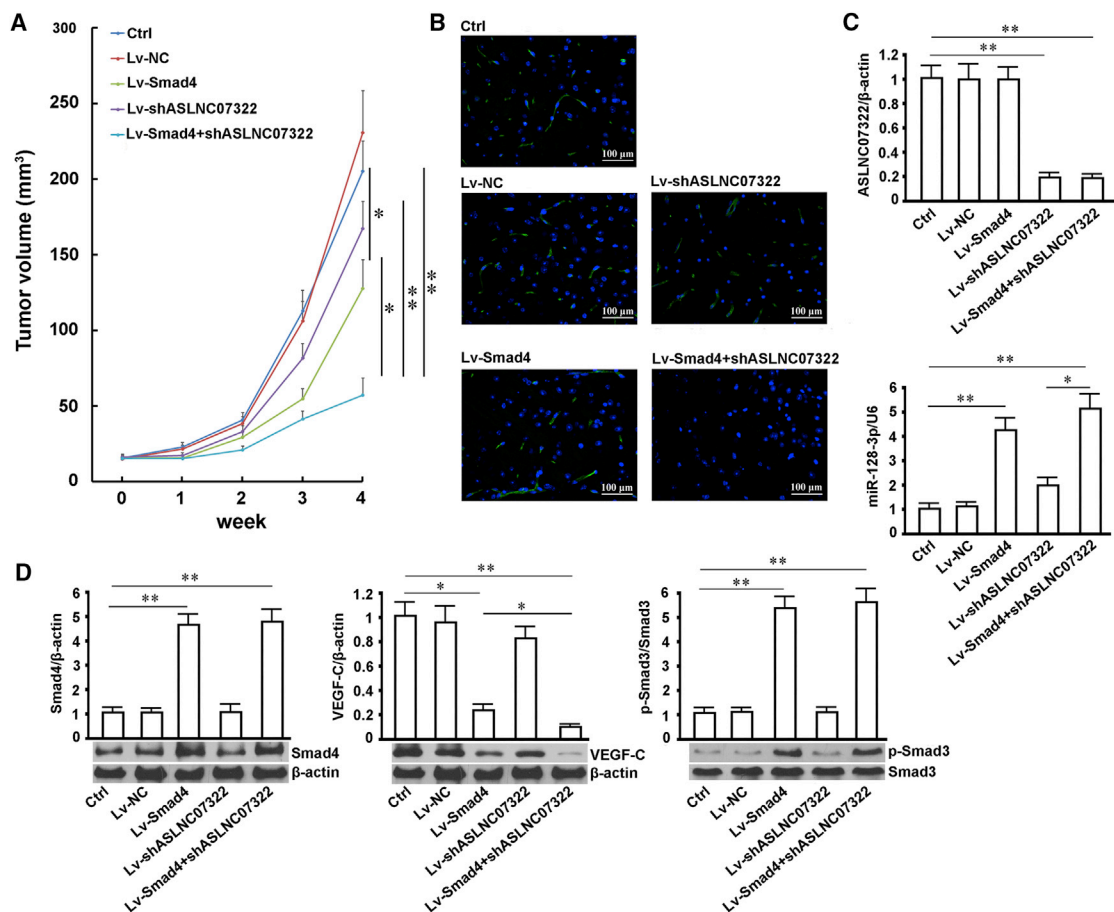 A
Tumor volume (mm³)
300
250
200
150
100
50
0
0 1 2 3 4
week
Ctrl
Lv-NC
Lv-Smad4
Lv-shASLNC07322
Lv-Smad4+shASLNC07322
*
*
**
**
B
Ctrl
100 µm
Lv-NC
100 µm
Lv-shASLNC07322
100 µm
Lv-Smad4
100 µm
Lv-Smad4+shASLNC07322
100 µm
C
ASLNC07322/β-actin
1.2
1
0.8
0.6
0.4
0.2
0
**
**
Ctrl
Lv-NC
Lv-Smad4
Lv-shASLNC07322
Lv-Smad4+shASLNC07322
miR-128-3p/U6
6
5
4
3
2
1
0
**
*
**
Ctrl
Lv-NC
Lv-Smad4
Lv-shASLNC07322
Lv-Smad4+shASLNC07322
D
Smad4/β-actin
6
5
4
3
2
1
0
**
**
Smad4
β-actin
Ctrl
Lv-NC
Lv-Smad4
Lv-shASLNC07322
Lv-Smad4+shASLNC07322
VEGF-C/β-actin
1.2
1
0.8
0.6
0.4
0.2
0
**
*
*
VEGF-C
β-actin
Ctrl
Lv-NC
Lv-Smad4
Lv-shASLNC07322
Lv-Smad4+shASLNC07322
p-Smad3/Smad3
6
5
4
3
2
1
0
**
**
p-Smad3
Smad3
Ctrl
Lv-NC
Lv-Smad4
Lv-shASLNC07322
Lv-Smad4+shASLNC07322